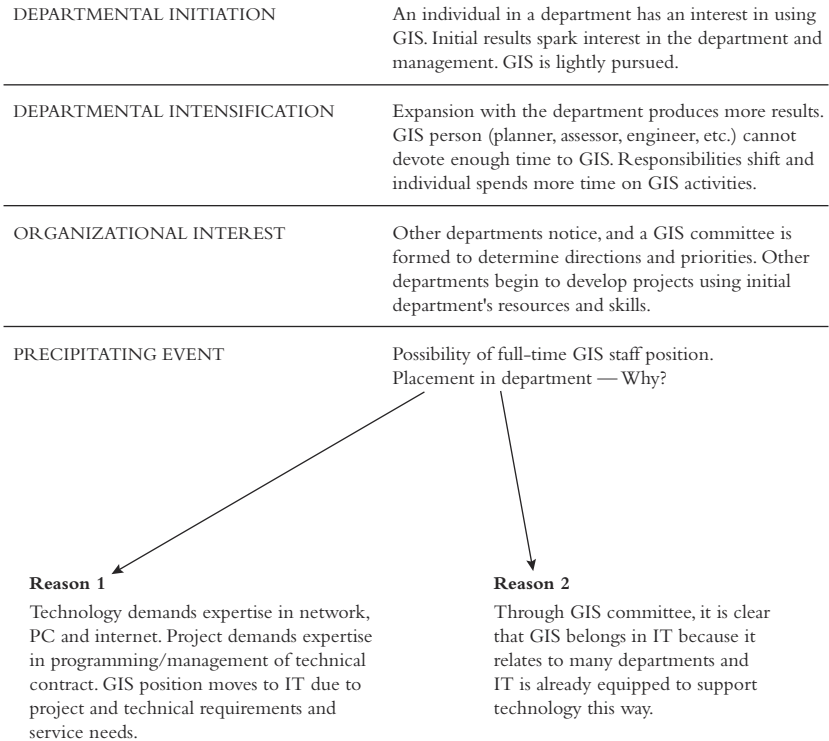 DEPARTMENTAL INITIATION
An individual in a department has an interest in using
GIS. Initial results spark interest in the department and
management. GIS is lightly pursued.
DEPARTMENTAL INTENSIFICATION
Expansion with the department produces more results.
GIS person (planner, assessor, engineer, etc.) cannot
devote enough time to GIS. Responsibilities shift and
individual spends more time on GIS activities.
ORGANIZATIONAL INTEREST
Other departments notice, and a GIS committee is
formed to determine directions and priorities. Other
departments begin to develop projects using initial
department's resources and skills.
PRECIPITATING EVENT
Possibility of full-time GIS staff position.
Placement in department — Why?
Reason 1
Technology demands expertise in network,
PC and internet. Project demands expertise
in programming/management of technical
contract. GIS position moves to IT due to
project and technical requirements and
service needs.
Reason 2
Through GIS committee, it is clear
that GIS belongs in IT because it
relates to many departments and
IT is already equipped to support
technology this way.